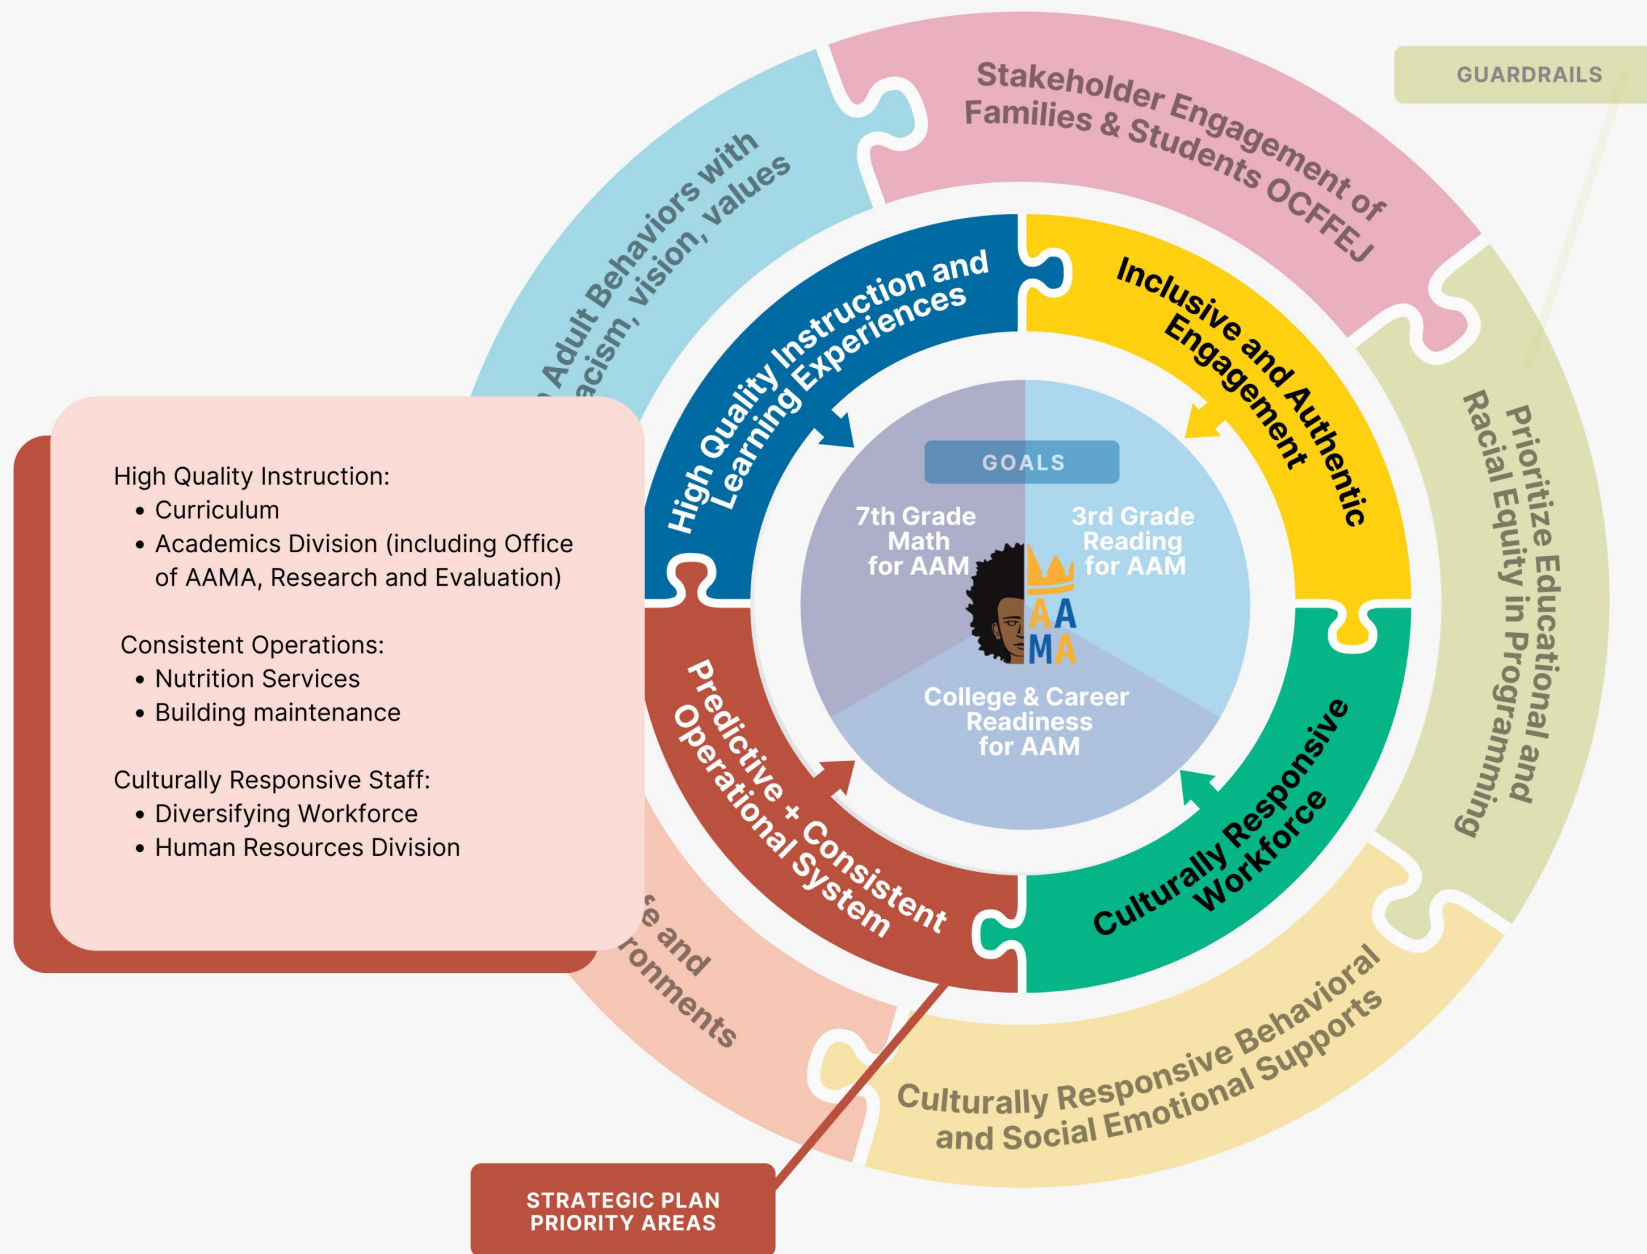 GUARDRAILS
Stakeholder Engagement of
Families & Students OCFFEJ
Adult Behaviors with
vision, values
Prioritize Educational and
Racial Equity in Programming
Culturally Responsive Behavioral
and Social Emotional Supports
and
High Quality Instruction and
Learning Experiences
Inclusive and Authentic
Engagement
Culturally Responsive
Workforce
Predictive + Consistent
Operational System
GOALS
7th Grade
Math
for AAM
3rd Grade
Reading
for AAM
AA
MA
College & Career
Readiness
for AAM
High Quality Instruction:
• Curriculum
• Academics Division (including Office
of AAMA, Research and Evaluation)
Consistent Operations:
• Nutrition Services
• Building maintenance
Culturally Responsive Staff:
• Diversifying Workforce
• Human Resources Division
STRATEGIC PLAN
PRIORITY AREAS